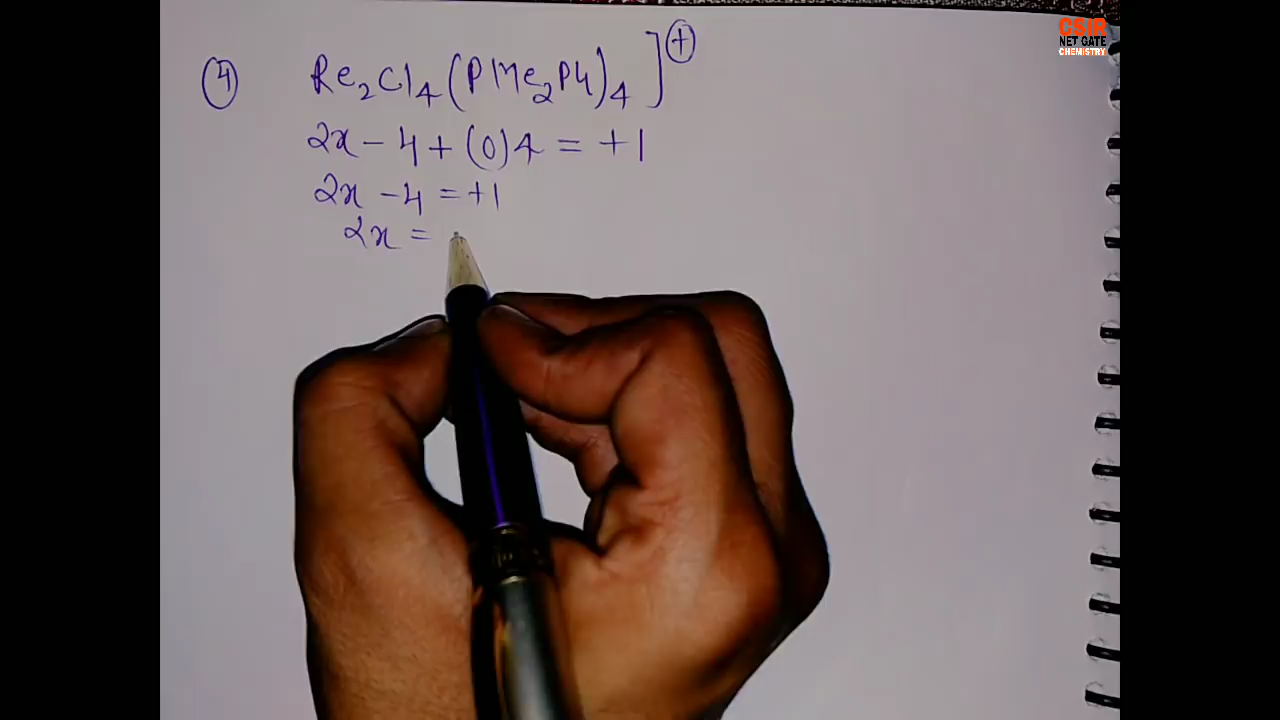 CSIR
NET GATE
CHEMISTRY
④ Re₂Cl₄(PMe₂Ph)₄]⊕
2x - 4 + (0)4 = +1
2x - 4 = +1
2x =